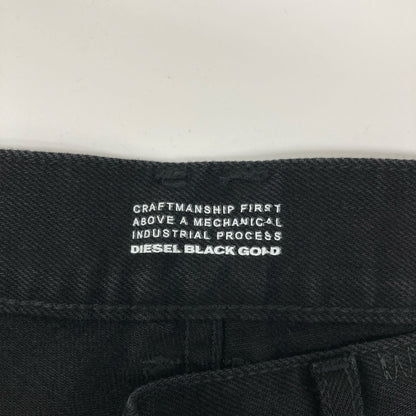 CRAFTMANSHIP FIRST
ABOVE A MECHANICAL
INDUSTRIAL PROCESS
DIESEL BLACK GOLD